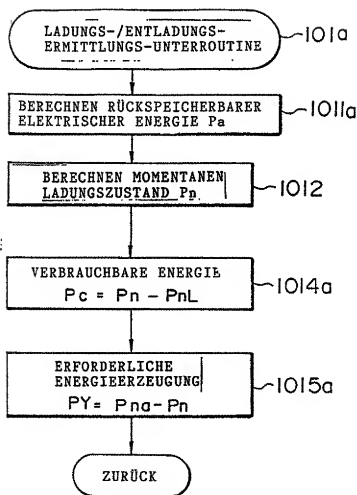 LADUNGS-/ENTLADUNGS-
ERMITTLUNGS-UNTERROUTINE
101a
BERECHNEN RÜCKSPEICHERBARER
ELEKTRISCHER ENERGIE Pa
1011a
BERECHNEN MOMENTANEN
LADUNGSZUSTAND Pn
1012
VERBRAUCHBARE ENERGIE
Pc = Pn - PnL
1014a
ERFORDERLICHE
ENERGIEERZEUGUNG
PY = Pna - Pn
1015a
ZURÜCK